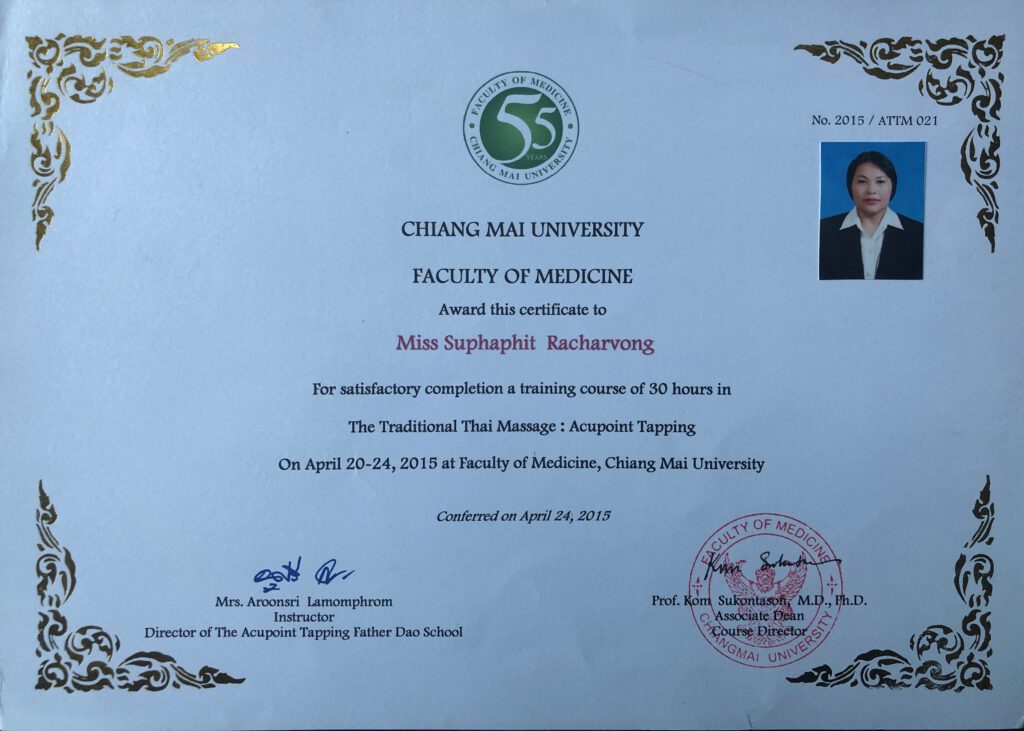 FACULTY OF MEDICINE
55
YEARS
CHIANG MAI UNIVERSITY
No. 2015 / ATTM 021
CHIANG MAI UNIVERSITY
FACULTY OF MEDICINE
Award this certificate to
Miss Suphaphit Racharvong
For satisfactory completion a training course of 30 hours in
The Traditional Thai Massage : Acupoint Tapping
On April 20-24, 2015 at Faculty of Medicine, Chiang Mai University
Conferred on April 24, 2015
Mrs. Aroonsri Lamomphrom
Instructor
Director of The Acupoint Tapping Father Dao School
FACULTY OF MEDICINE
Prof. Kom Sukontason, M.D., Ph.D.
Associate Dean
Course Director
CHIANGMAI UNIVERSITY